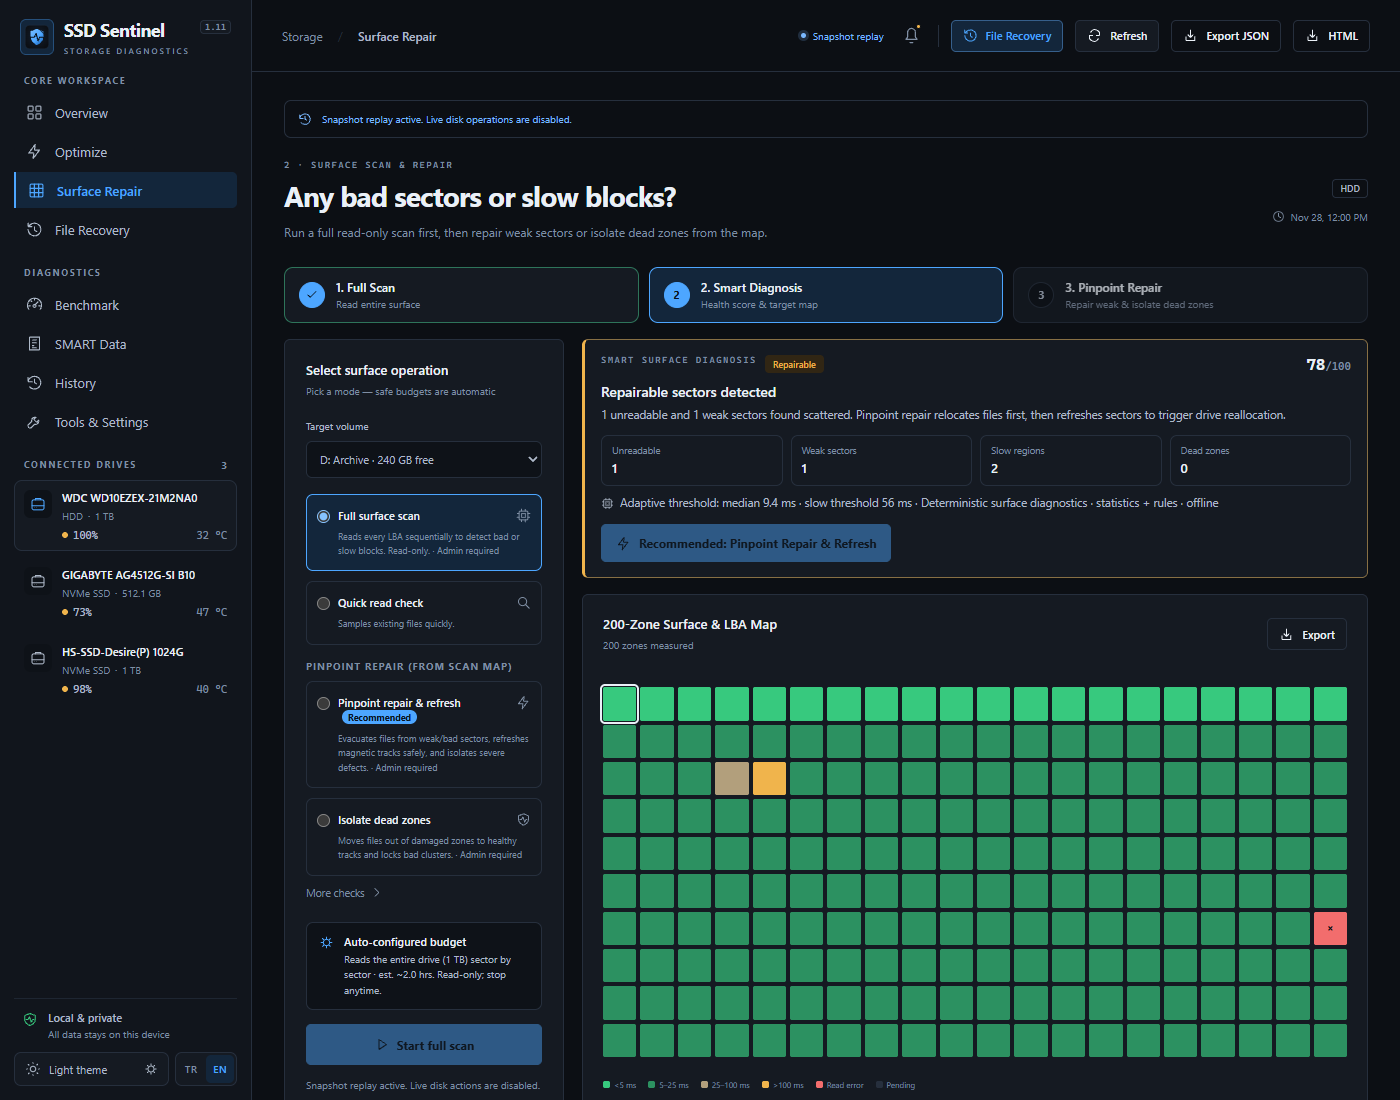 SSD Sentinel
1.11
STORAGE DIAGNOSTICS
CORE WORKSPACE
Overview
Optimize
Surface Repair
File Recovery
DIAGNOSTICS
Benchmark
SMART Data
History
Tools & Settings
CONNECTED DRIVES 3
WDC WD10EZEX-21M2NA0
HDD · 1 TB
100% 32 °C
GIGABYTE AG4512G-SI B10
NVMe SSD · 512.1 GB
73% 47 °C
HS-SSD-Desire(P) 1024G
NVMe SSD · 1 TB
98% 40 °C
Local & private
All data stays on this device
Light theme
TR EN
Storage / Surface Repair
Snapshot replay
File Recovery
Refresh
Export JSON
HTML
Snapshot replay active. Live disk operations are disabled.
2 · SURFACE SCAN & REPAIR
Any bad sectors or slow blocks?
Run a full read-only scan first, then repair weak sectors or isolate dead zones from the map.
HDD
Nov 28, 12:00 PM
1. Full Scan
Read entire surface
2 2. Smart Diagnosis
Health score & target map
3 3. Pinpoint Repair
Repair weak & isolate dead zones
Select surface operation
Pick a mode — safe budgets are automatic
Target volume
D: Archive · 240 GB free
Full surface scan
Reads every LBA sequentially to detect bad or
slow blocks. Read-only. · Admin required
Quick read check
Samples existing files quickly.
PINPOINT REPAIR (FROM SCAN MAP)
Pinpoint repair & refresh
Recommended
Evacuates files from weak/bad sectors, refreshes
magnetic tracks safely, and isolates severe
defects. · Admin required
Isolate dead zones
Moves files out of damaged zones to healthy
tracks and locks bad clusters. · Admin required
More checks
Auto-configured budget
Reads the entire drive (1 TB) sector by
sector · est. ~2.0 hrs. Read-only; stop
anytime.
Start full scan
Snapshot replay active. Live disk actions are disabled.
SMART SURFACE DIAGNOSIS Repairable
78/100
Repairable sectors detected
1 unreadable and 1 weak sectors found scattered. Pinpoint repair relocates files first, then refreshes sectors to trigger drive reallocation.
Unreadable
1
Weak sectors
1
Slow regions
2
Dead zones
0
Adaptive threshold: median 9.4 ms · slow threshold 56 ms · Deterministic surface diagnostics · statistics + rules · offline
Recommended: Pinpoint Repair & Refresh
200-Zone Surface & LBA Map
200 zones measured
Export
×
<5 ms 5–25 ms 25–100 ms >100 ms Read error Pending